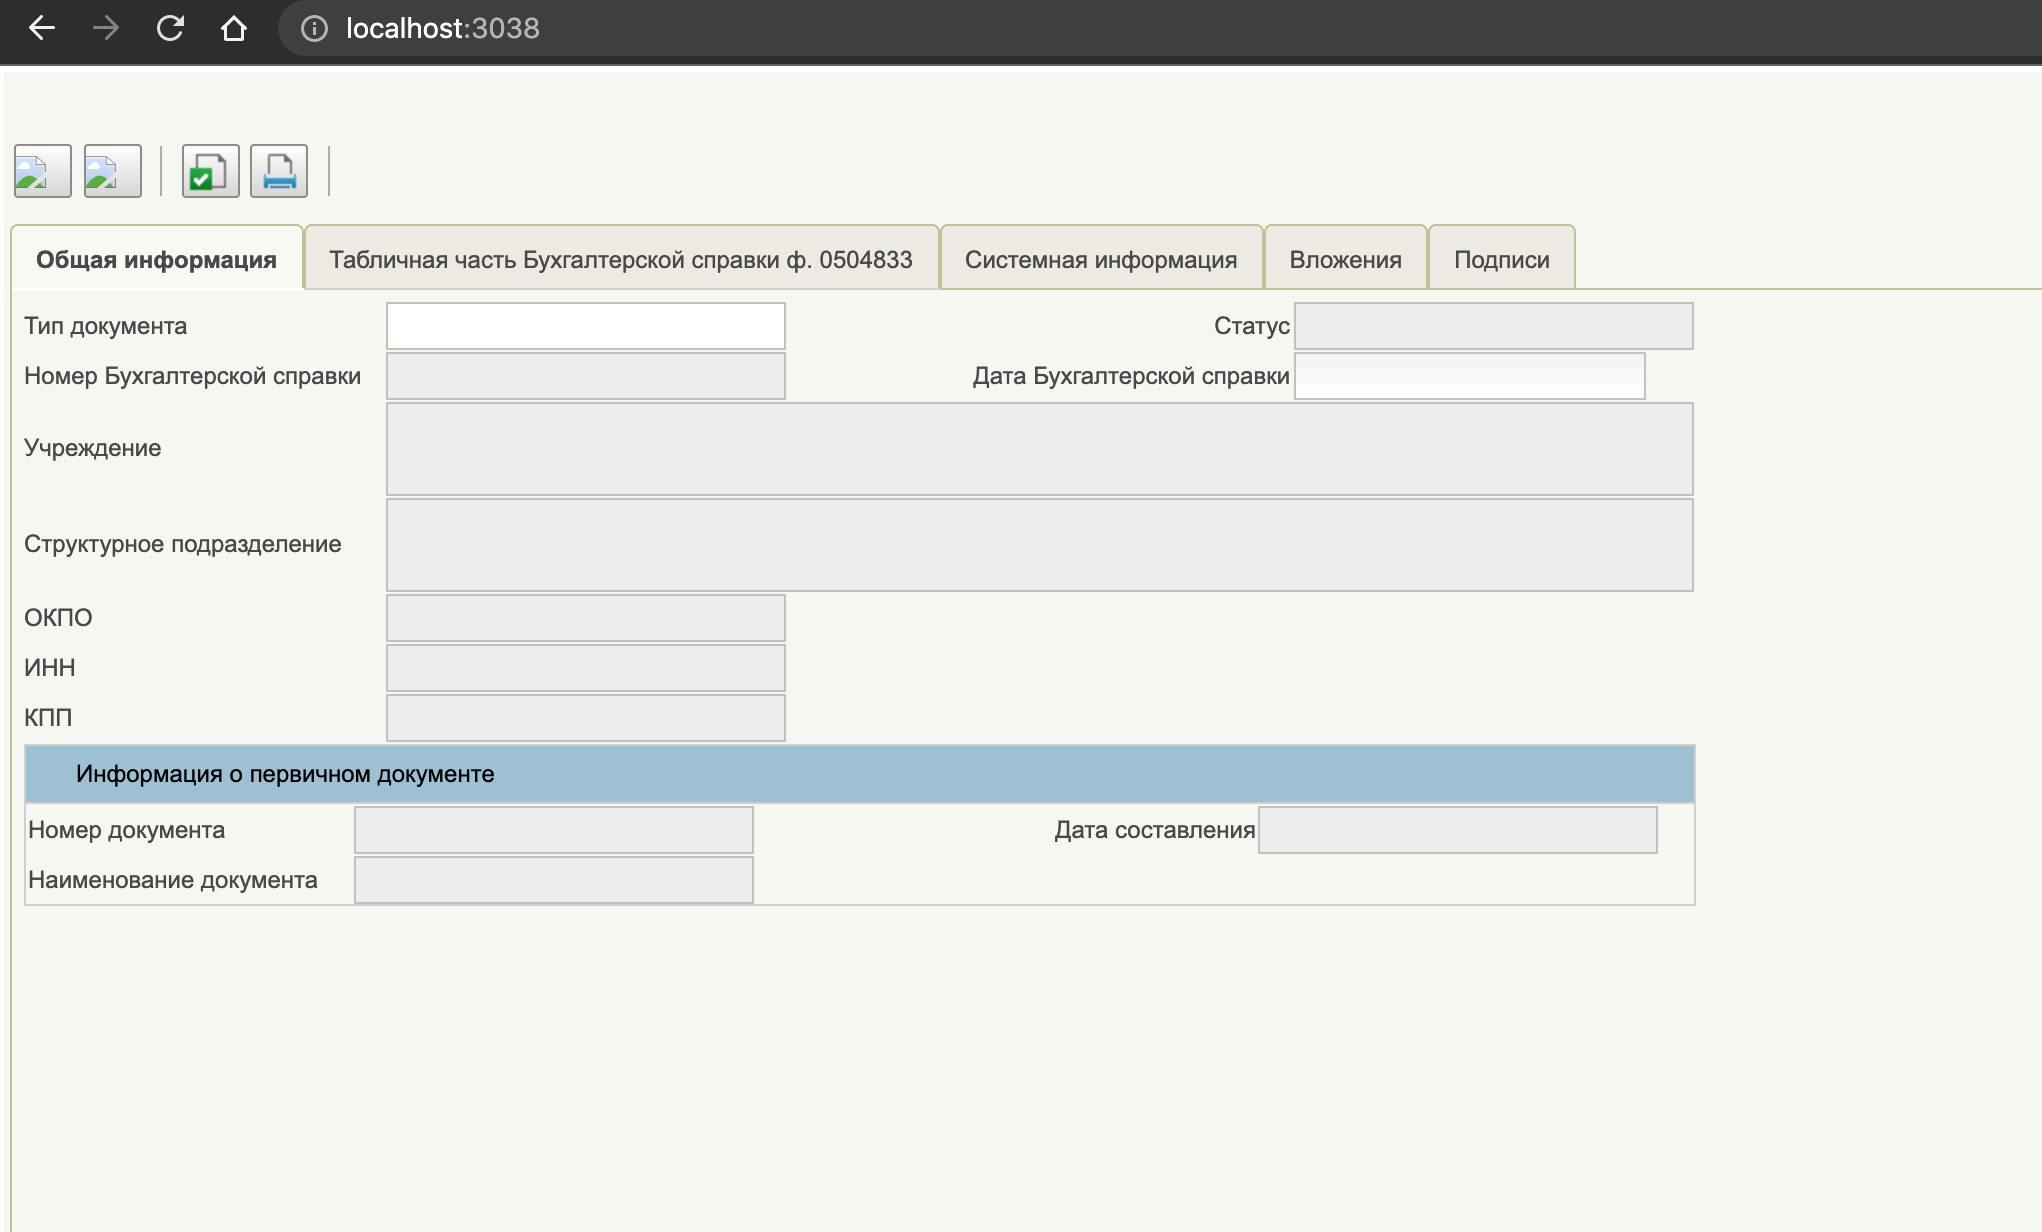 localhost:3038
Общая информация Табличная часть Бухгалтерской справки ф. 0504833 Системная информация Вложения Подписи
Тип документа Статус
Номер Бухгалтерской справки Дата Бухгалтерской справки
Учреждение
Структурное подразделение
ОКПО
ИНН
КПП
Информация о первичном документе
Номер документа Дата составления
Наименование документа